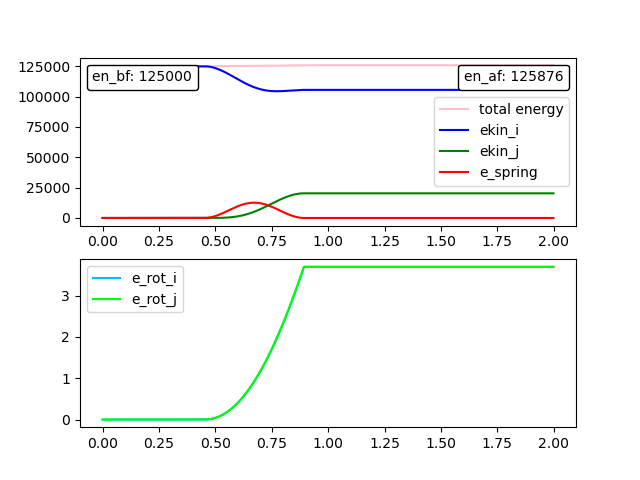 125000
100000
75000
50000
25000
0
en_bf: 125000
en_af: 125876
total energy
ekin_i
ekin_j
e_spring
0.00 0.25 0.50 0.75 1.00 1.25 1.50 1.75 2.00
3
2
1
0
e_rot_i
e_rot_j
0.00 0.25 0.50 0.75 1.00 1.25 1.50 1.75 2.00